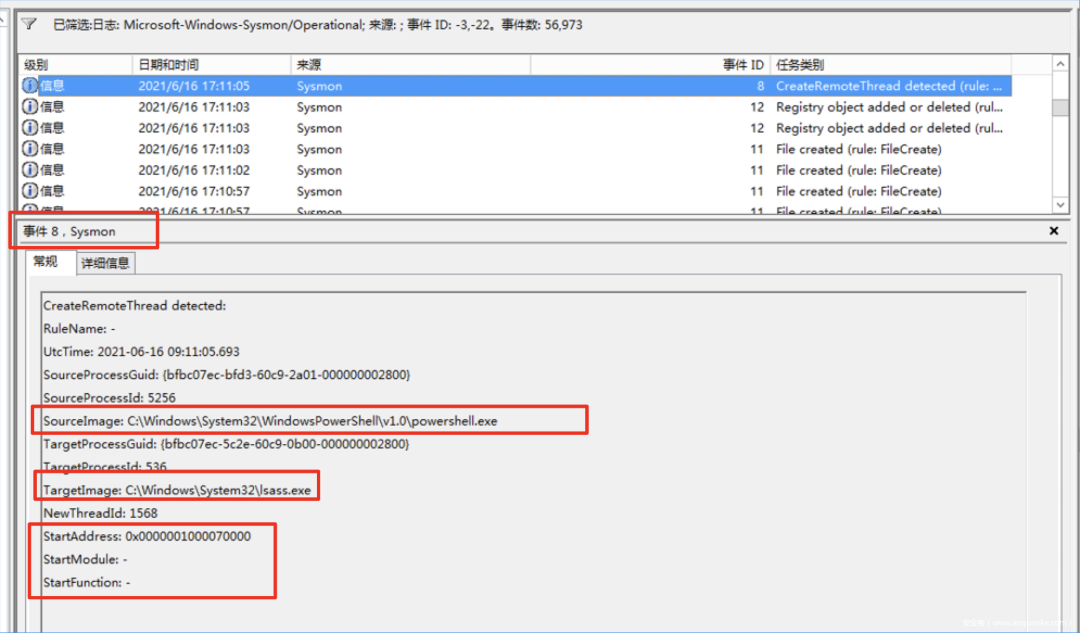 已筛选:日志: Microsoft-Windows-Sysmon/Operational; 来源: ; 事件 ID: -3,-22。事件数: 56,973
级别 日期和时间 来源 事件 ID 任务类别
信息 2021/6/16 17:11:05 Sysmon 8 CreateRemoteThread detected (rule: ...
信息 2021/6/16 17:11:03 Sysmon 12 Registry object added or deleted (rul...
信息 2021/6/16 17:11:03 Sysmon 12 Registry object added or deleted (rul...
信息 2021/6/16 17:11:03 Sysmon 11 File created (rule: FileCreate)
信息 2021/6/16 17:11:02 Sysmon 11 File created (rule: FileCreate)
信息 2021/6/16 17:10:57 Sysmon 11 File created (rule: FileCreate)
信息 2021/6/16 17:10:57 Sysmon 11 File created (rule: FileCreate)
事件 8，Sysmon
常规 详细信息
CreateRemoteThread detected:
RuleName: -
UtcTime: 2021-06-16 09:11:05.693
SourceProcessGuid: {bfbc07ec-bfd3-60c9-2a01-000000002800}
SourceProcessId: 5256
SourceImage: C:\Windows\System32\WindowsPowerShell\v1.0\powershell.exe
TargetProcessGuid: {bfbc07ec-5c2e-60c9-0b00-000000002800}
TargetProcessId: 536
TargetImage: C:\Windows\System32\lsass.exe
NewThreadId: 1568
StartAddress: 0x0000001000070000
StartModule: -
StartFunction: -